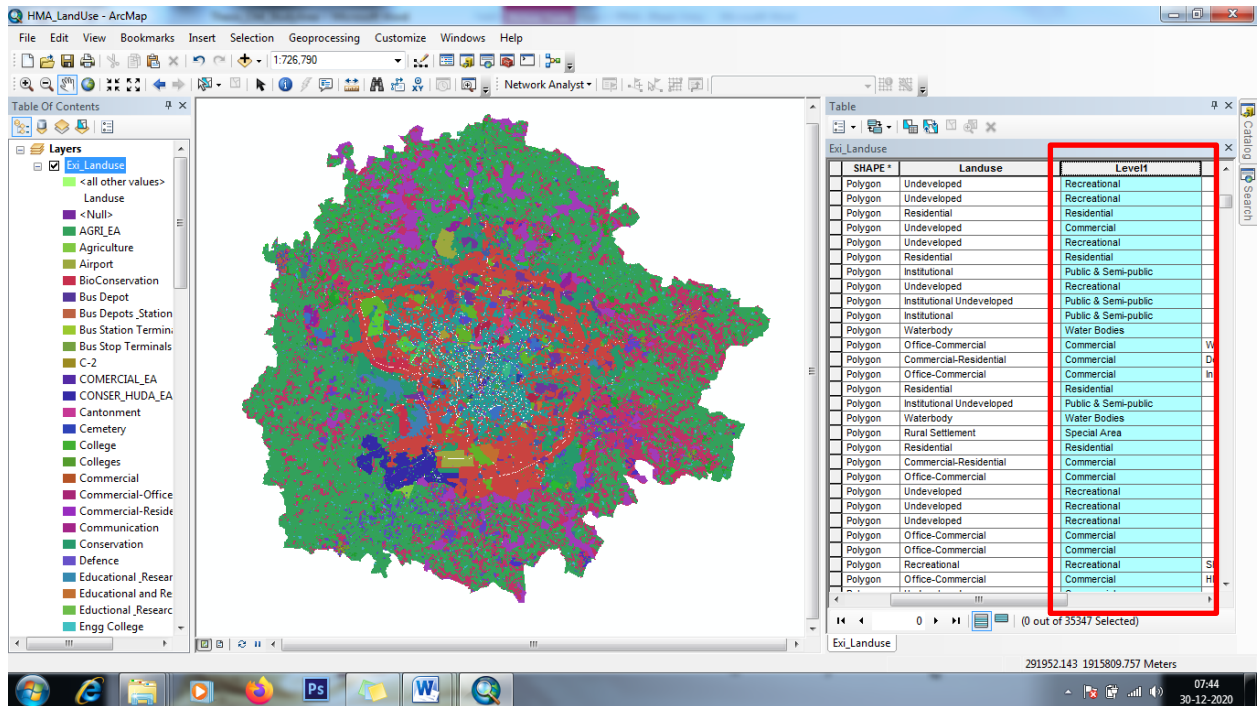 HMA_LandUse - ArcMap
File Edit View Bookmarks Insert Selection Geoprocessing Customize Windows Help
1:726,790
Network Analyst
Table Of Contents
Layers
Exi_Landuse
<all other values>
Landuse
<Null>
AGRI_EA
Agriculture
Airport
BioConservation
Bus Depot
Bus Depots ,Station
Bus Station Termin
Bus Stop Terminals
C-2
COMERCIAL_EA
CONSER_HUDA_EA
Cantonment
Cemetery
College
Colleges
Commercial
Commercial-Office
Commercial-Reside
Communication
Conservation
Defence
Educational ,Resear
Educational and Re
Eductional ,Researc
Engg College
Table
Exi_Landuse
SHAPE * Landuse Level1
Polygon Undeveloped Recreational
Polygon Undeveloped Recreational
Polygon Residential Residential
Polygon Undeveloped Commercial
Polygon Undeveloped Recreational
Polygon Residential Residential
Polygon Institutional Public & Semi-public
Polygon Undeveloped Recreational
Polygon Institutional Undeveloped Public & Semi-public
Polygon Institutional Public & Semi-public
Polygon Waterbody Water Bodies
Polygon Office-Commercial Commercial W
Polygon Commercial-Residential Commercial De
Polygon Office-Commercial Commercial In
Polygon Residential Residential
Polygon Institutional Undeveloped Public & Semi-public
Polygon Waterbody Water Bodies
Polygon Rural Settlement Special Area
Polygon Residential Residential
Polygon Commercial-Residential Commercial
Polygon Office-Commercial Commercial
Polygon Undeveloped Recreational
Polygon Undeveloped Recreational
Polygon Undeveloped Recreational
Polygon Office-Commercial Commercial
Polygon Office-Commercial Commercial
Polygon Recreational Recreational
Polygon Office-Commercial Commercial
0
(0 out of 35347 Selected)
Exi_Landuse
Catalog
Search
291952.143 1915809.757 Meters
Ps
W
07:44
30-12-2020